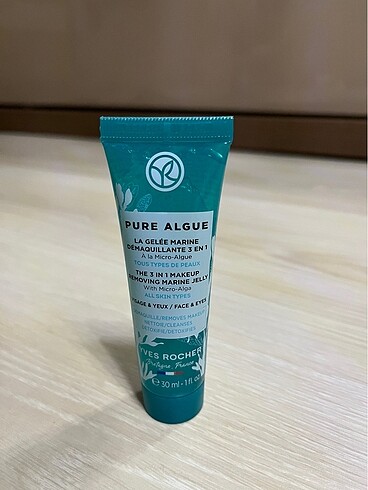 PURE ALGUE
LA GELÉE MARINE
DÉMAQUILLANTE 3 EN 1
À la Micro-Algue
TOUS TYPES DE PEAUX
THE 3 IN 1 MAKEUP
REMOVING MARINE JELLY
With Micro-Alga
ALL SKIN TYPES
VISAGE & YEUX / FACE & EYES
DÉMAQUILLE/REMOVES MAKEUP
NETTOIE/CLEANSES
DÉTOXIFIE/DETOXIFIES
YVES ROCHER
Bretagne, France
e 30 ml - 1 fl. oz